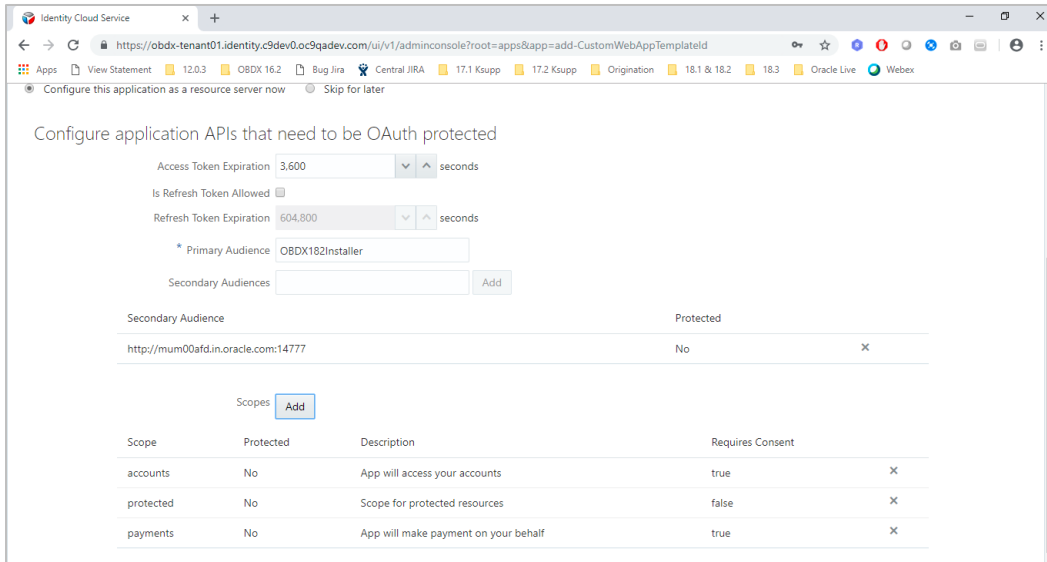 Identity Cloud Service
https://obdx-tenant01.identity.c9dev0.oc9qadev.com/ui/v1/adminconsole?root=apps&app=add-CustomWebAppTemplateId
Apps View Statement 12.0.3 OBDX 16.2 Bug Jira Central JIRA 17.1 Ksupp 17.2 Ksupp Origination 18.1 & 18.2 18.3 Oracle Live Webex
Configure this application as a resource server now Skip for later
Configure application APIs that need to be OAuth protected
Access Token Expiration 3,600 seconds
Is Refresh Token Allowed
Refresh Token Expiration 604,800 seconds
* Primary Audience OBDX182Installer
Secondary Audiences Add
Secondary Audience Protected
http://mum00afd.in.oracle.com:14777 No
Scopes Add
Scope Protected Description Requires Consent
accounts No App will access your accounts true
protected No Scope for protected resources false
payments No App will make payment on your behalf true